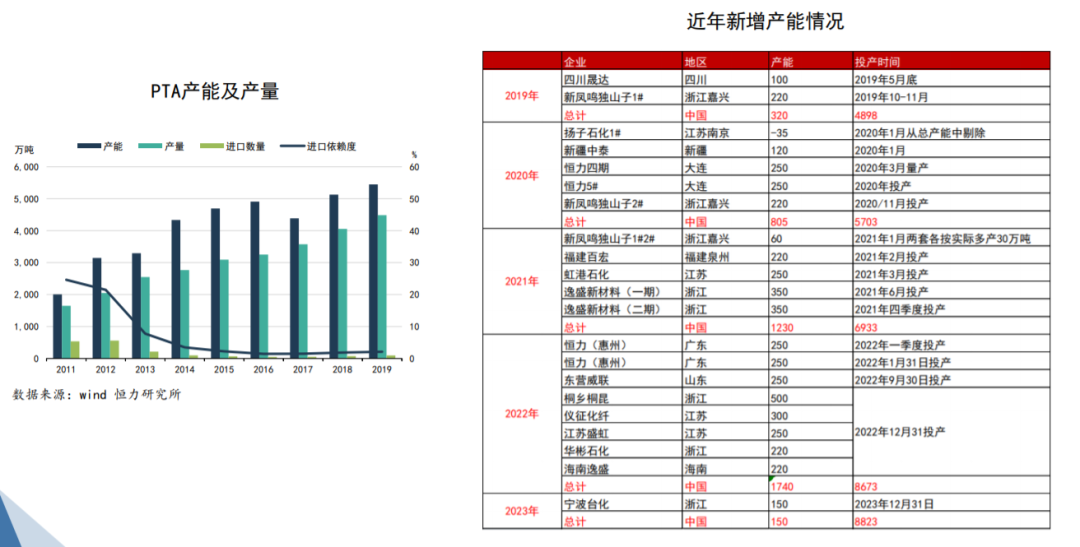 近年新增产能情况
PTA产能及产量
万吨
产能 产量 进口数量 进口依赖度
%
6,000 60
5,000 50
4,000 40
3,000 30
2,000 20
1,000 10
0 0
2011 2012 2013 2014 2015 2016 2017 2018 2019
数据来源：wind 恒力研究所
企业 地区 产能 投产时间
2019年
四川晟达 四川 100 2019年5月底
新凤鸣独山子1# 浙江嘉兴 220 2019年10-11月
总计 中国 320 4898
2020年
扬子石化1# 江苏南京 -35 2020年1月从总产能中剔除
新疆中泰 新疆 120 2020年1月
恒力四期 大连 250 2020年3月量产
恒力5# 大连 250 2020年投产
新凤鸣独山子2# 浙江嘉兴 220 2020/11月投产
总计 中国 805 5703
2021年
新凤鸣独山子1#2# 浙江嘉兴 60 2021年1月两套各按实际多产30万吨
福建百宏 福建泉州 220 2021年2月投产
虹港石化 江苏 250 2021年3月投产
逸盛新材料（一期） 浙江 350 2021年6月投产
逸盛新材料（二期） 浙江 350 2021年四季度投产
总计 中国 1230 6933
2022年
恒力（惠州） 广东 250 2022年一季度投产
恒力（惠州） 广东 250 2022年1月31日投产
东营威联 山东 250 2022年9月30日投产
桐乡桐昆 浙江 500
仪征化纤 江苏 300
江苏盛虹 江苏 250 2022年12月31投产
华彬石化 浙江 220
海南逸盛 海南 220
总计 中国 1740 8673
2023年
宁波台化 浙江 150 2023年12月31日
总计 中国 150 8823